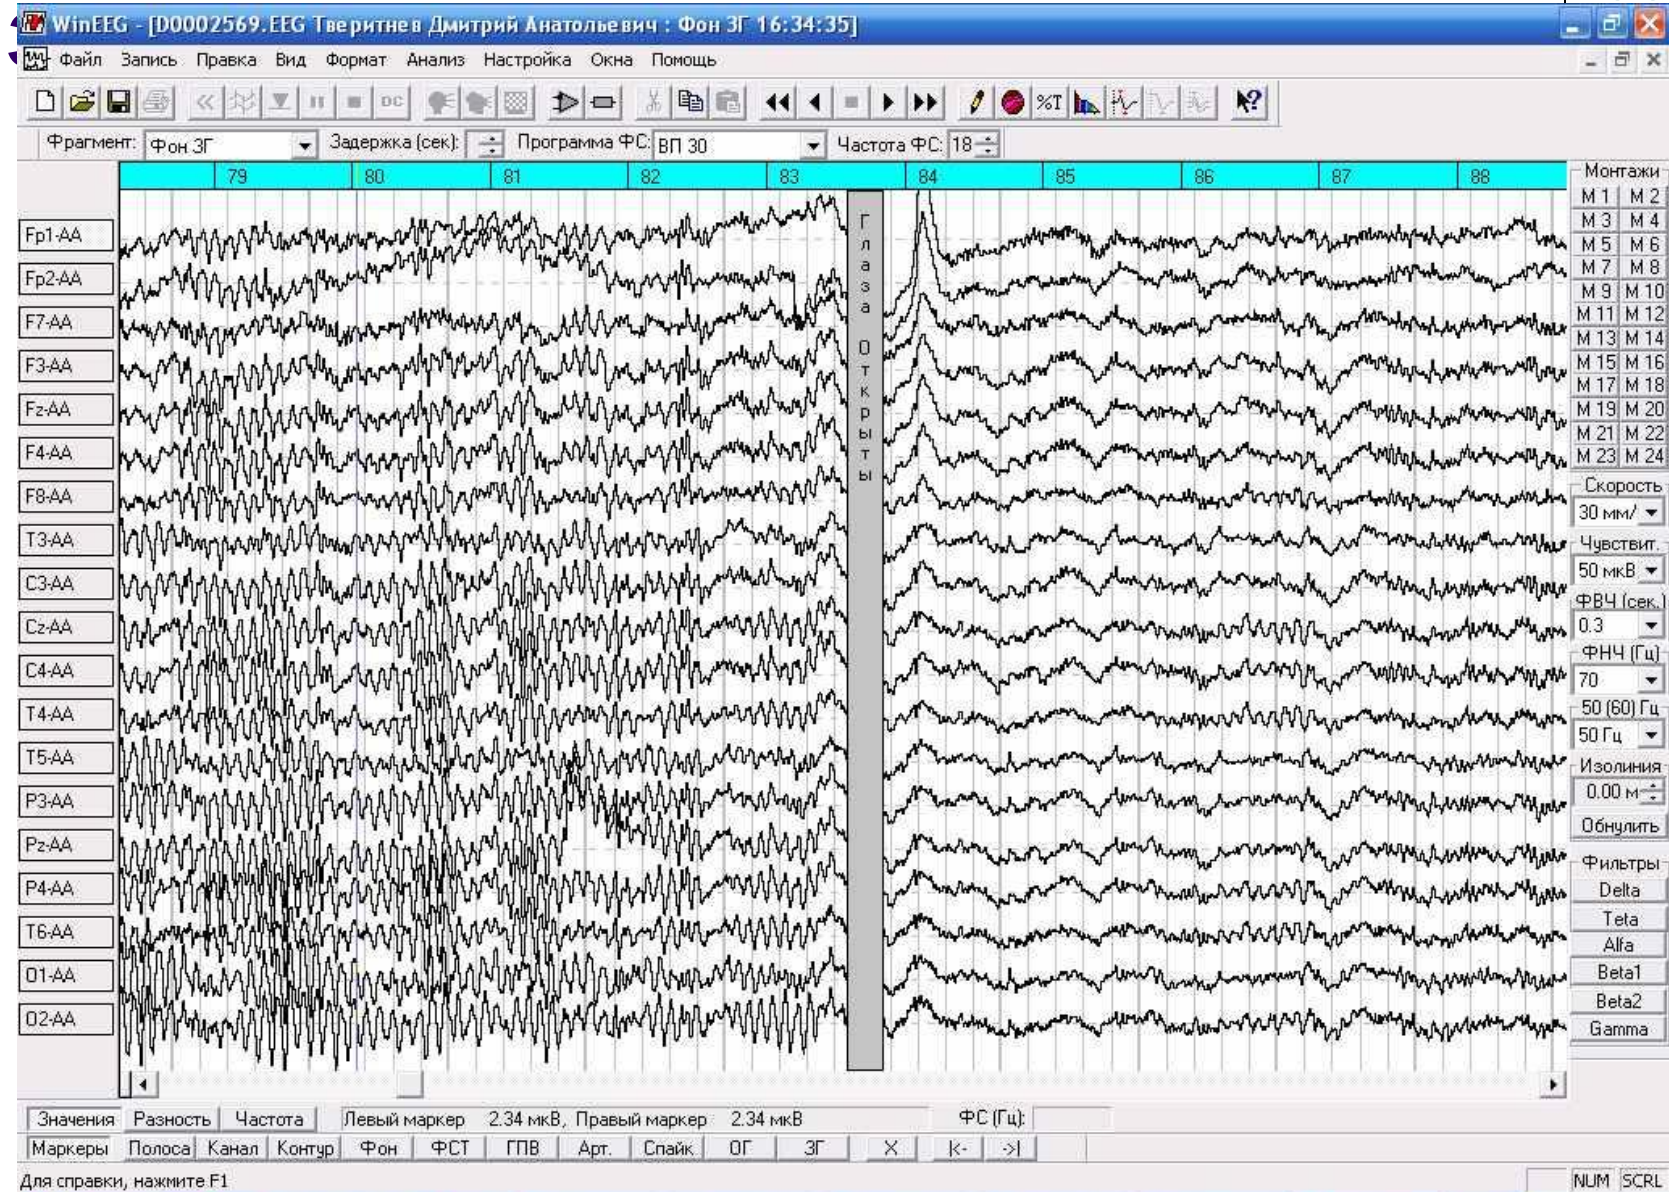 WinEEG - [D0002569.EEG Тверитнев Дмитрий Анатольевич : Фон ЗГ 16:34:35]
Файл Запись Правка Вид Формат Анализ Настройка Окна Помощь
DC %T
Фрагмент: Фон ЗГ Задержка (сек): Программа ФС: ВП 30 Частота ФС: 18
79 80 81 82 83 84 85 86 87 88
Fp1-AA
Fp2-AA
F7-AA
F3-AA
Fz-AA
F4-AA
F8-AA
T3-AA
C3-AA
Cz-AA
C4-AA
T4-AA
T5-AA
P3-AA
Pz-AA
P4-AA
T6-AA
O1-AA
O2-AA
Глаза Открыты
Монтажи
М 1 М 2
М 3 М 4
М 5 М 6
М 7 М 8
М 9 М 10
М 11 М 12
М 13 М 14
М 15 М 16
М 17 М 18
М 19 М 20
М 21 М 22
М 23 М 24
Скорость
30 мм/
Чувствит.
50 мкВ
ФВЧ (сек.)
0.3
ФНЧ (Гц)
70
50 (60) Гц
50 Гц
Изолиния
0.00 м
Обнулить
Фильтры
Delta
Teta
Alfa
Beta1
Beta2
Gamma
Значения Разность Частота Левый маркер 2.34 мкВ, Правый маркер 2.34 мкВ ФС (Гц):
Маркеры Полоса Канал Контур Фон ФСТ ГПВ Арт. Спайк ОГ ЗГ X |<- ->|
Для справки, нажмите F1 NUM SCRL